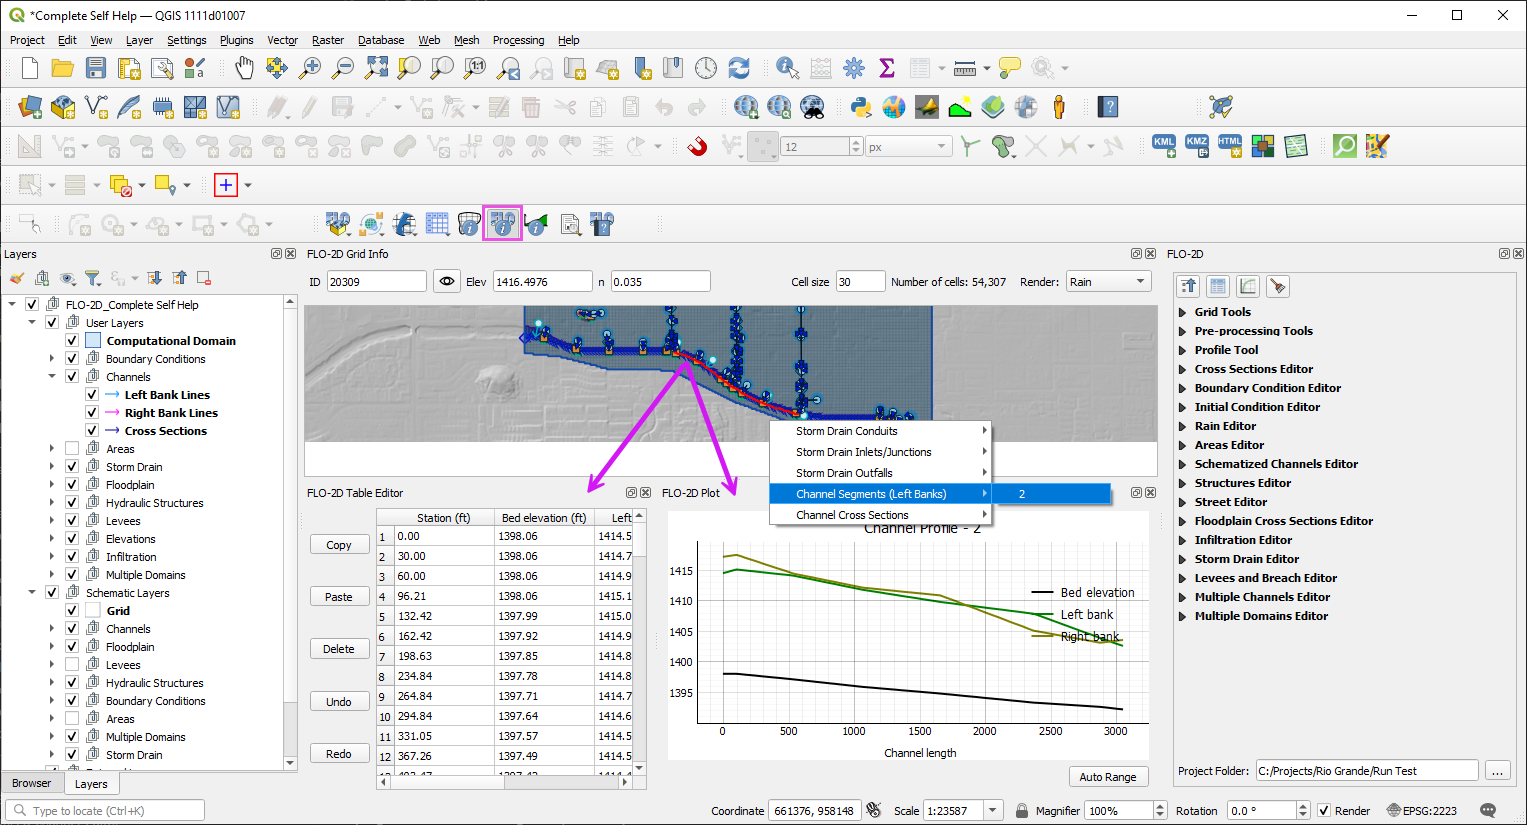 *Complete Self Help — QGIS 1111d01007
Project Edit View Layer Settings Plugins Vector Raster Database Web Mesh Processing Help
1:1
12 px
KML KMZ HTML
Layers
FLO-2D_Complete Self Help
User Layers
Computational Domain
Boundary Conditions
Channels
Left Bank Lines
Right Bank Lines
Cross Sections
Areas
Storm Drain
Floodplain
Hydraulic Structures
Levees
Elevations
Infiltration
Multiple Domains
Schematic Layers
Grid
Channels
Floodplain
Levees
Hydraulic Structures
Boundary Conditions
Areas
Multiple Domains
Storm Drain
Browser Layers
FLO-2D Grid Info
ID 20309 Elev 1416.4976 n 0.035 Cell size 30 Number of cells: 54,307 Render: Rain
Storm Drain Conduits
Storm Drain Inlets/Junctions
Storm Drain Outfalls
Channel Segments (Left Banks) 2
Channel Cross Sections
FLO-2D Table Editor
Copy
Paste
Delete
Undo
Redo
Station (ft) Bed elevation (ft) Left
1 0.00 1398.06 1414.5
2 30.00 1398.06 1414.7
3 60.00 1398.06 1414.9
4 96.21 1398.06 1415.1
5 132.42 1397.99 1415.0
6 162.42 1397.92 1414.9
7 198.63 1397.85 1414.8
8 234.84 1397.78 1414.8
9 264.84 1397.71 1414.7
10 294.84 1397.64 1414.6
11 331.05 1397.57 1414.5
12 367.26 1397.49 1414.5
FLO-2D Plot
Channel Profile - 2
1415
1410
1405
1400
1395
Bed elevation
Left bank
Right bank
0 500 1000 1500 2000 2500 3000
Channel length
Auto Range
FLO-2D
Grid Tools
Pre-processing Tools
Profile Tool
Cross Sections Editor
Boundary Condition Editor
Initial Condition Editor
Rain Editor
Areas Editor
Schematized Channels Editor
Structures Editor
Street Editor
Floodplain Cross Sections Editor
Infiltration Editor
Storm Drain Editor
Levees and Breach Editor
Multiple Channels Editor
Multiple Domains Editor
Project Folder: C:/Projects/Rio Grande/Run Test ...
Type to locate (Ctrl+K) Coordinate 661376, 958148 Scale 1:23587 Magnifier 100% Rotation 0.0 ° Render EPSG:2223